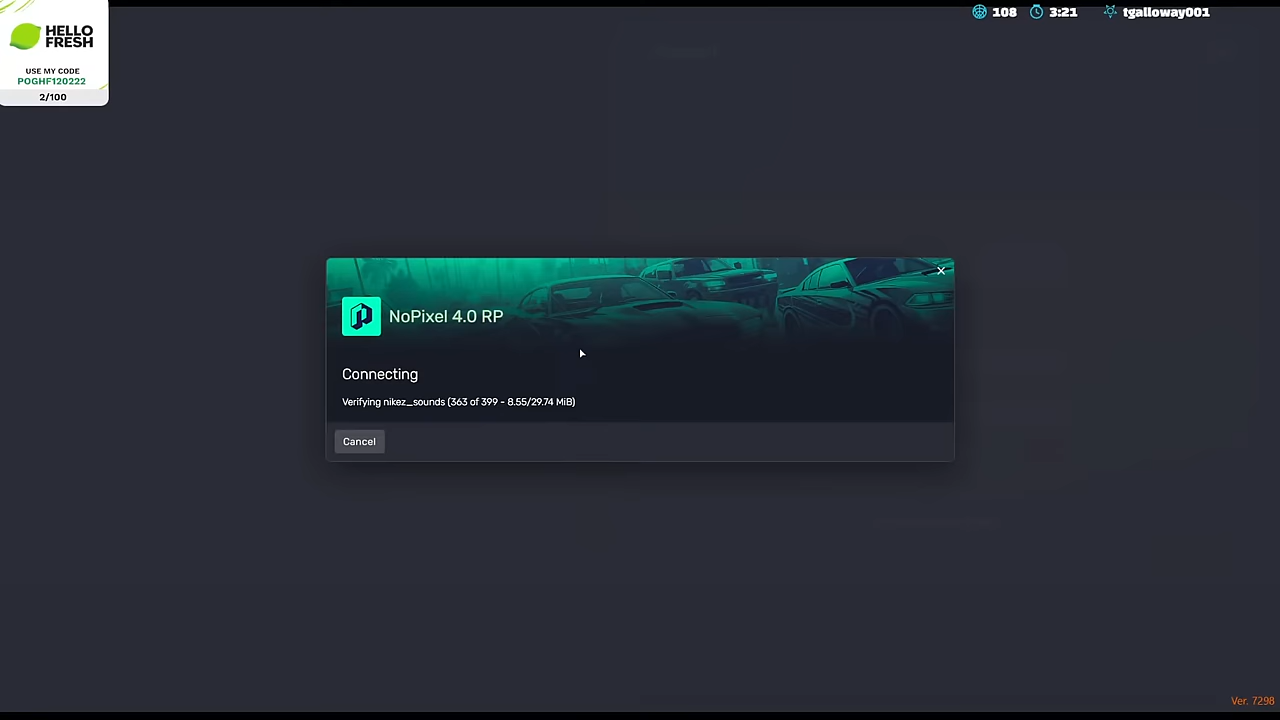 HELLO
FRESH
USE MY CODE
POGHF120222
2/100
108 3:21 tgalloway001
NoPixel 4.0 RP
Connecting
Verifying nikez_sounds (363 of 399 - 8.55/29.74 MiB)
Cancel
Ver. 7298